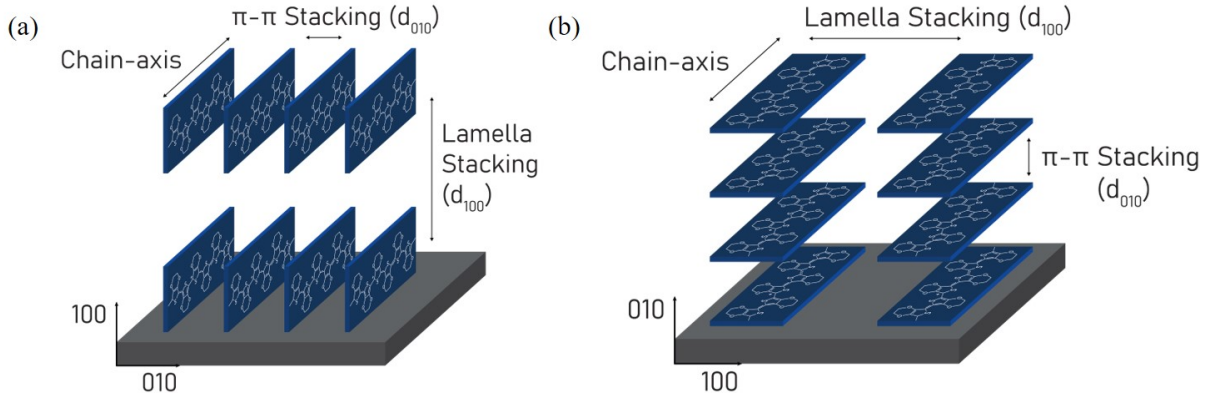 (a)
π-π Stacking (d₀₁₀)
Chain-axis
Lamella
Stacking
(d₁₀₀)
100
010
(b)
Lamella Stacking (d₁₀₀)
Chain-axis
π-π Stacking
(d₀₁₀)
010
100